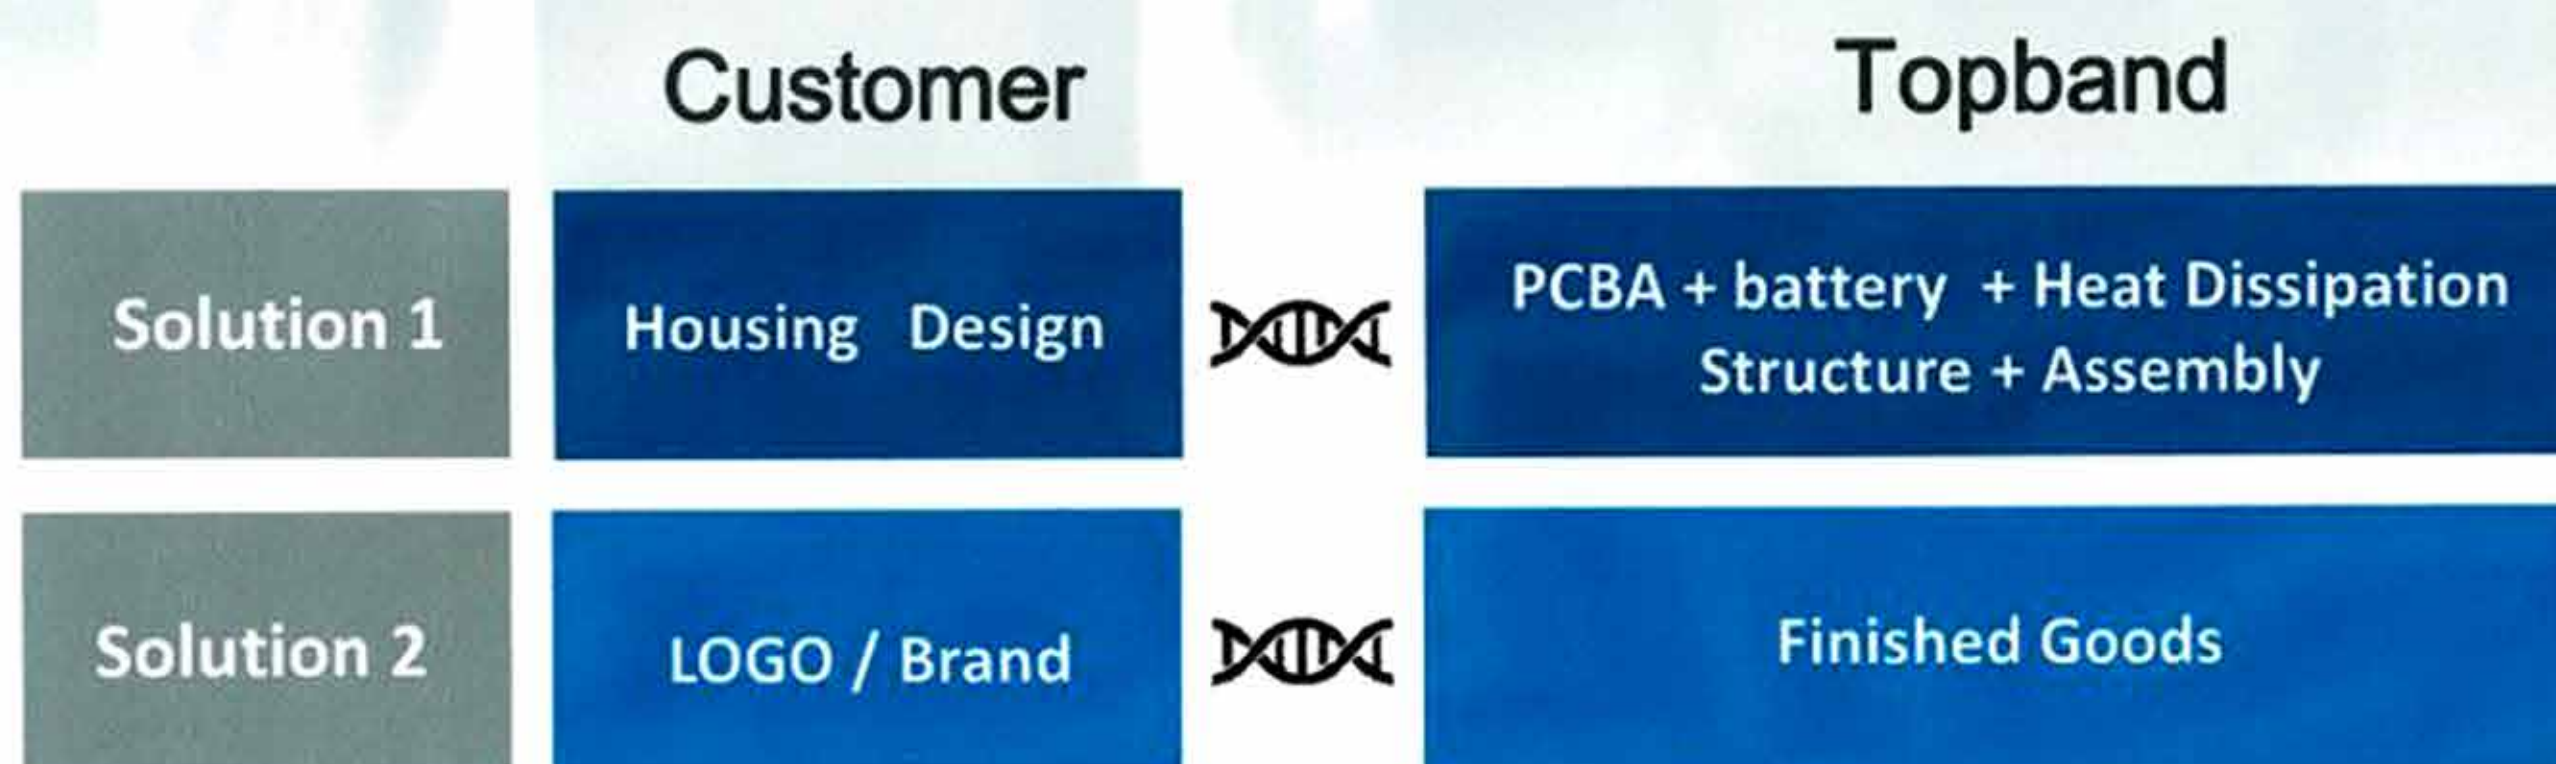 Customer
Topband
Solution 1
Housing Design
PCBA + battery + Heat Dissipation
Structure + Assembly
Solution 2
LOGO / Brand
Finished Goods